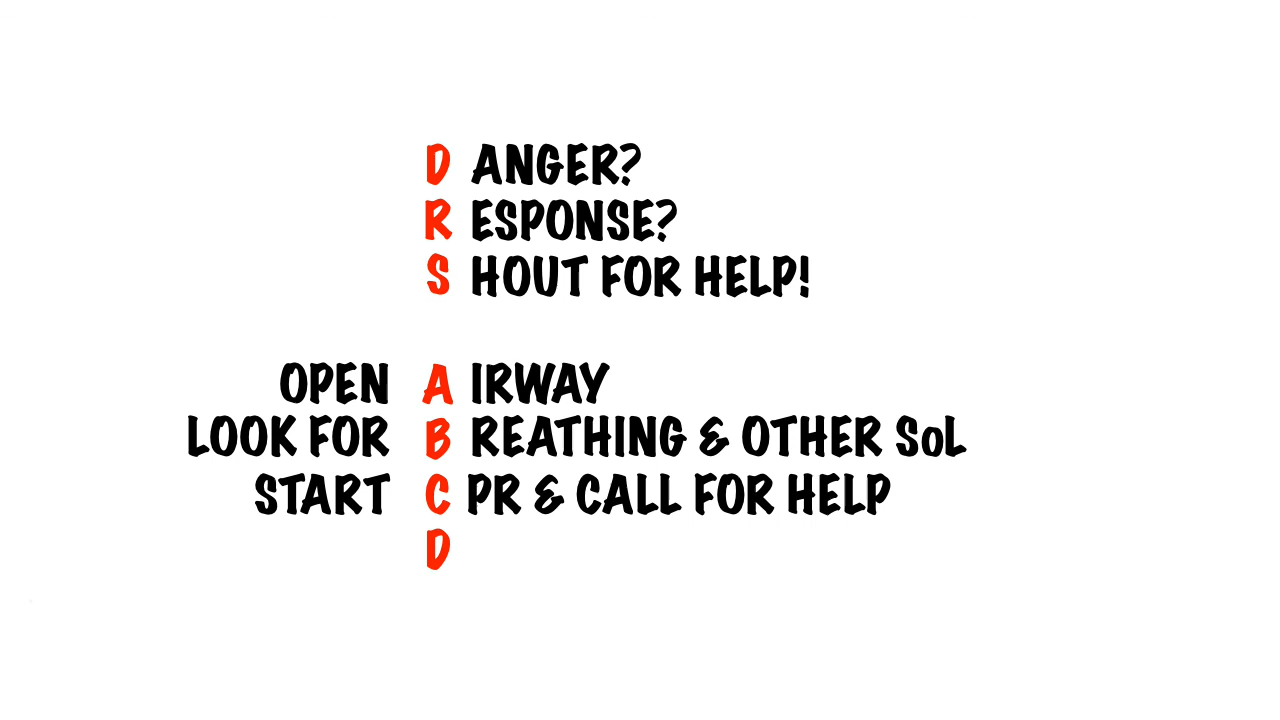 D ANGER?
R ESPONSE?
S HOUT FOR HELP!
OPEN A IRWAY
LOOK FOR B REATHING & OTHER SoL
START C PR & CALL FOR HELP
D